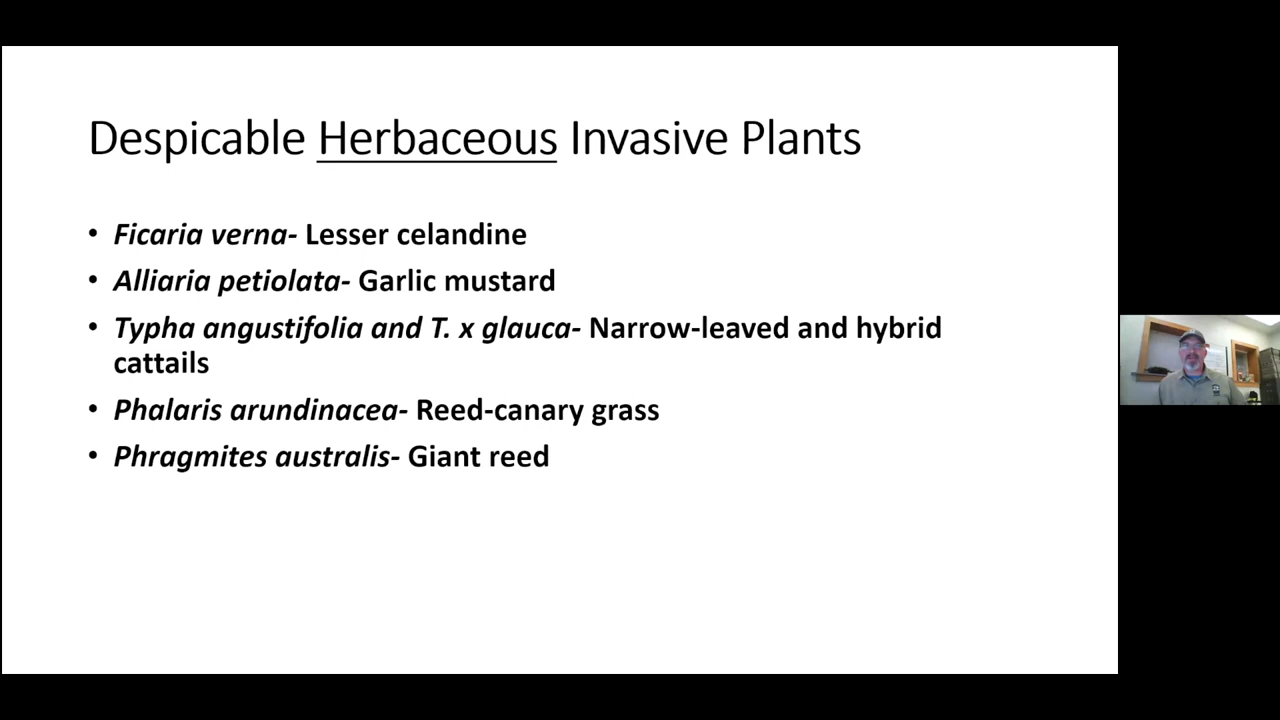 Despicable Herbaceous Invasive Plants
• Ficaria verna- Lesser celandine
• Alliaria petiolata- Garlic mustard
• Typha angustifolia and T. x glauca- Narrow-leaved and hybrid
cattails
• Phalaris arundinacea- Reed-canary grass
• Phragmites australis- Giant reed